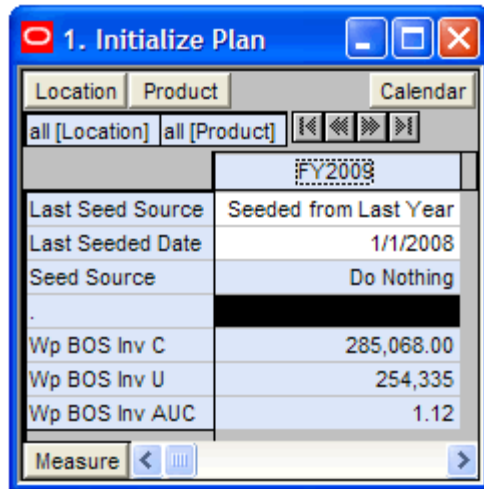 1. Initialize Plan
Location Product Calendar
all [Location] all [Product]
FY2009
Last Seed Source Seeded from Last Year
Last Seeded Date 1/1/2008
Seed Source Do Nothing
.
Wp BOS Inv C 285,068.00
Wp BOS Inv U 254,335
Wp BOS Inv AUC 1.12
Measure